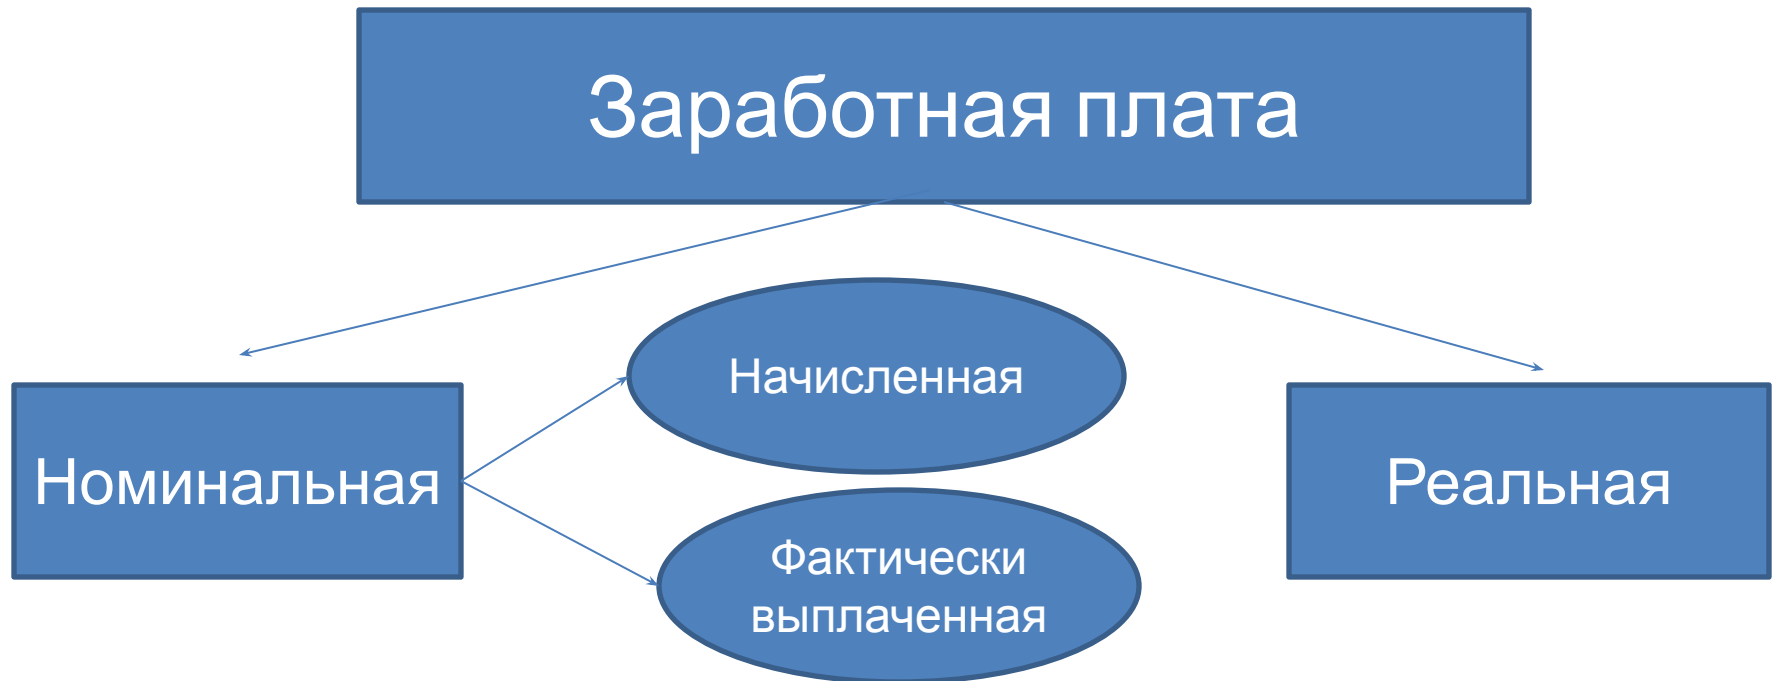 Заработная плата
Начисленная
Номинальная
Реальная
Фактически
выплаченная